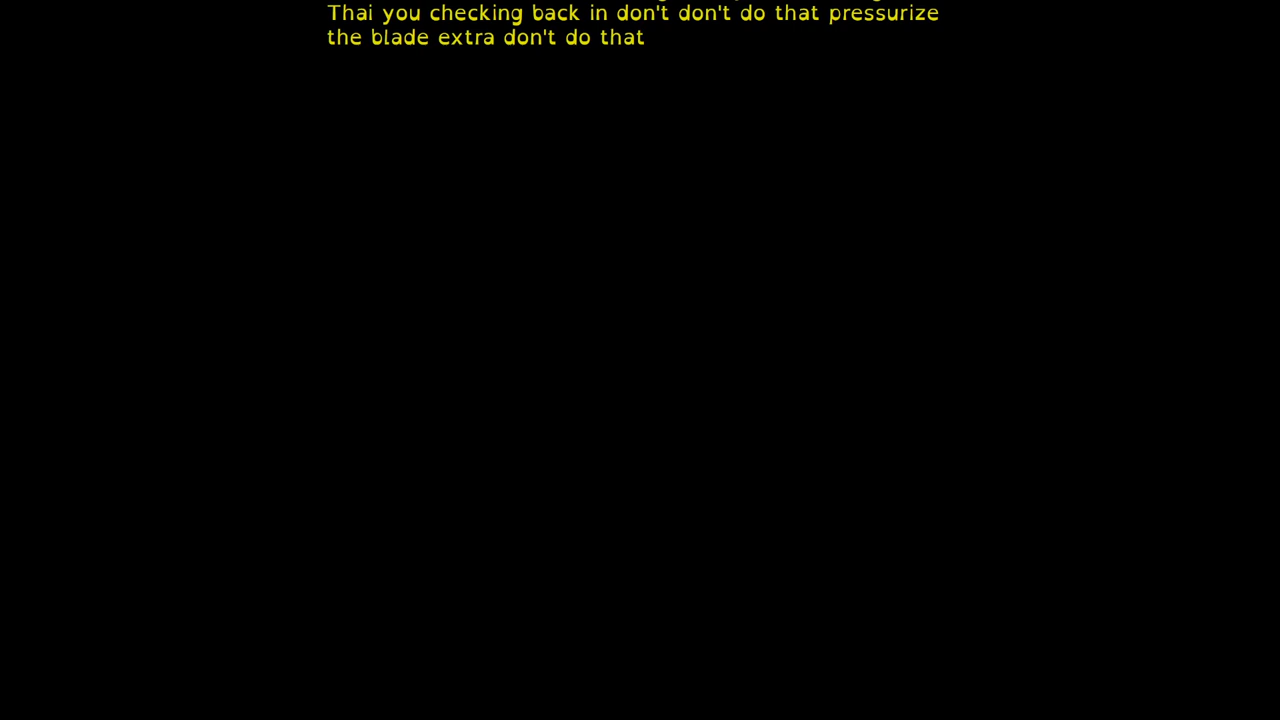 Thai you checking back in don't don't do that pressurize
the blade extra don't do that